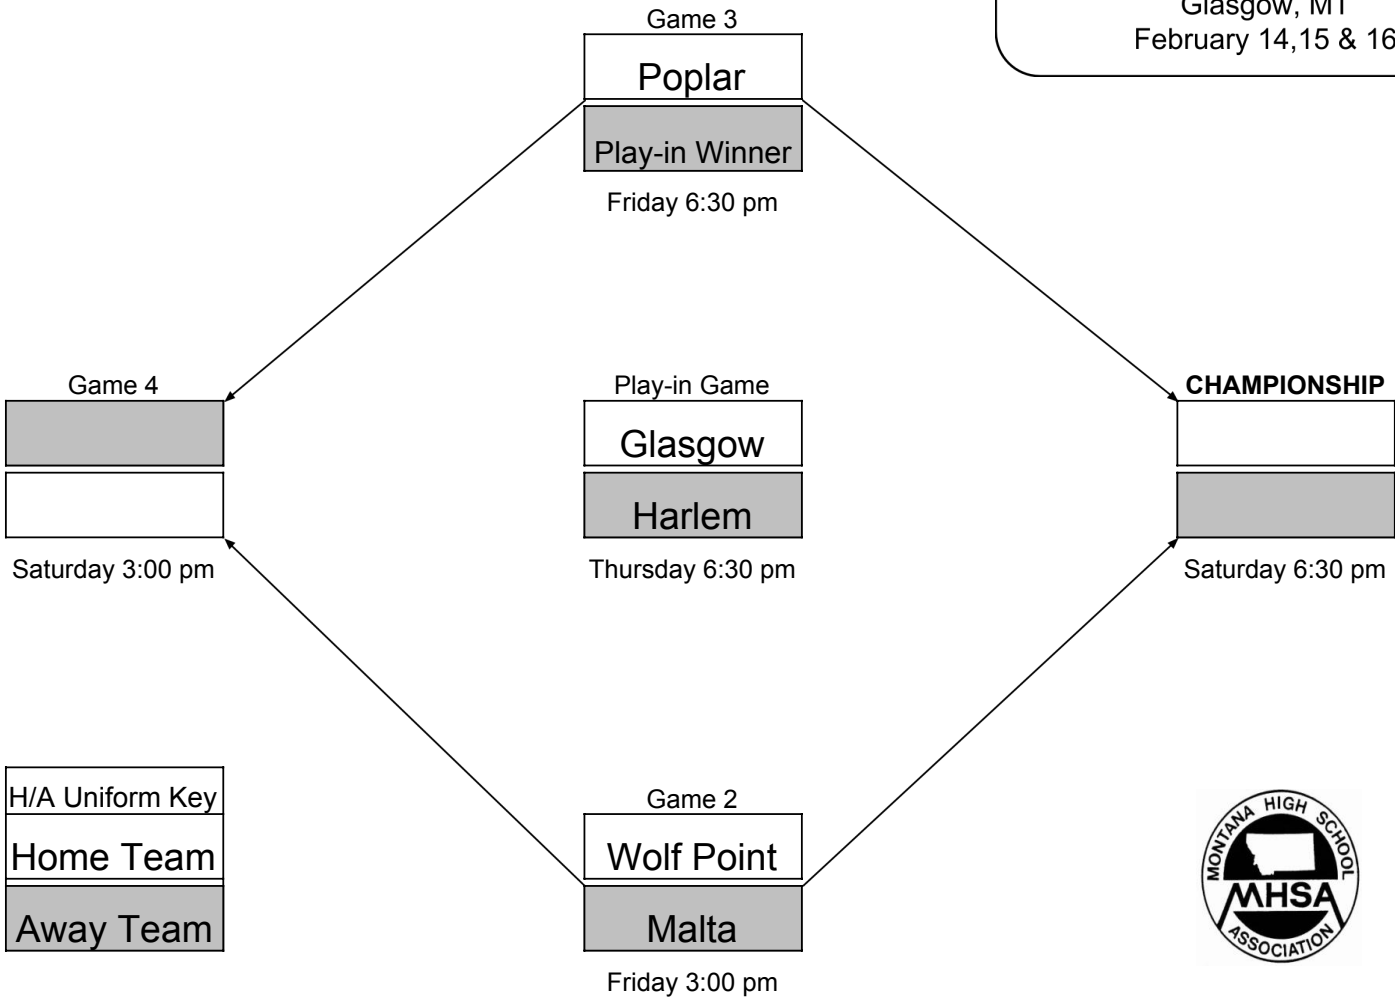 Glasgow, MT
February 14,15 & 16
Game 3
Poplar
Play-in Winner
Friday 6:30 pm
Game 4
Saturday 3:00 pm
Play-in Game
Glasgow
Harlem
Thursday 6:30 pm
CHAMPIONSHIP
Saturday 6:30 pm
H/A Uniform Key
Home Team
Away Team
Game 2
Wolf Point
Malta
Friday 3:00 pm
MONTANA HIGH SCHOOL
MHSA
ASSOCIATION